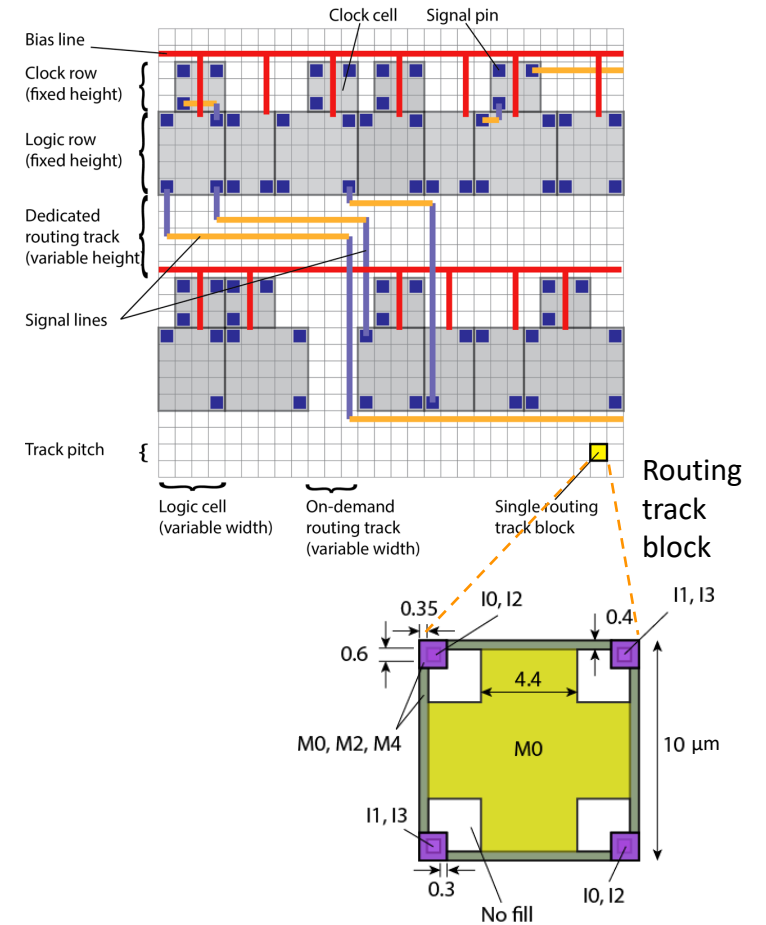 Clock cell
Signal pin
Bias line
Clock row
(fixed height)
Logic row
(fixed height)
Dedicated
routing track
(variable height)
Signal lines
Track pitch
Logic cell
(variable width)
On-demand
routing track
(variable width)
Single routing
track block
Routing
track
block
0.35
I0, I2
0.4
I1, I3
0.6
4.4
M0, M2, M4
M0
10 μm
I1, I3
0.3
I0, I2
No fill